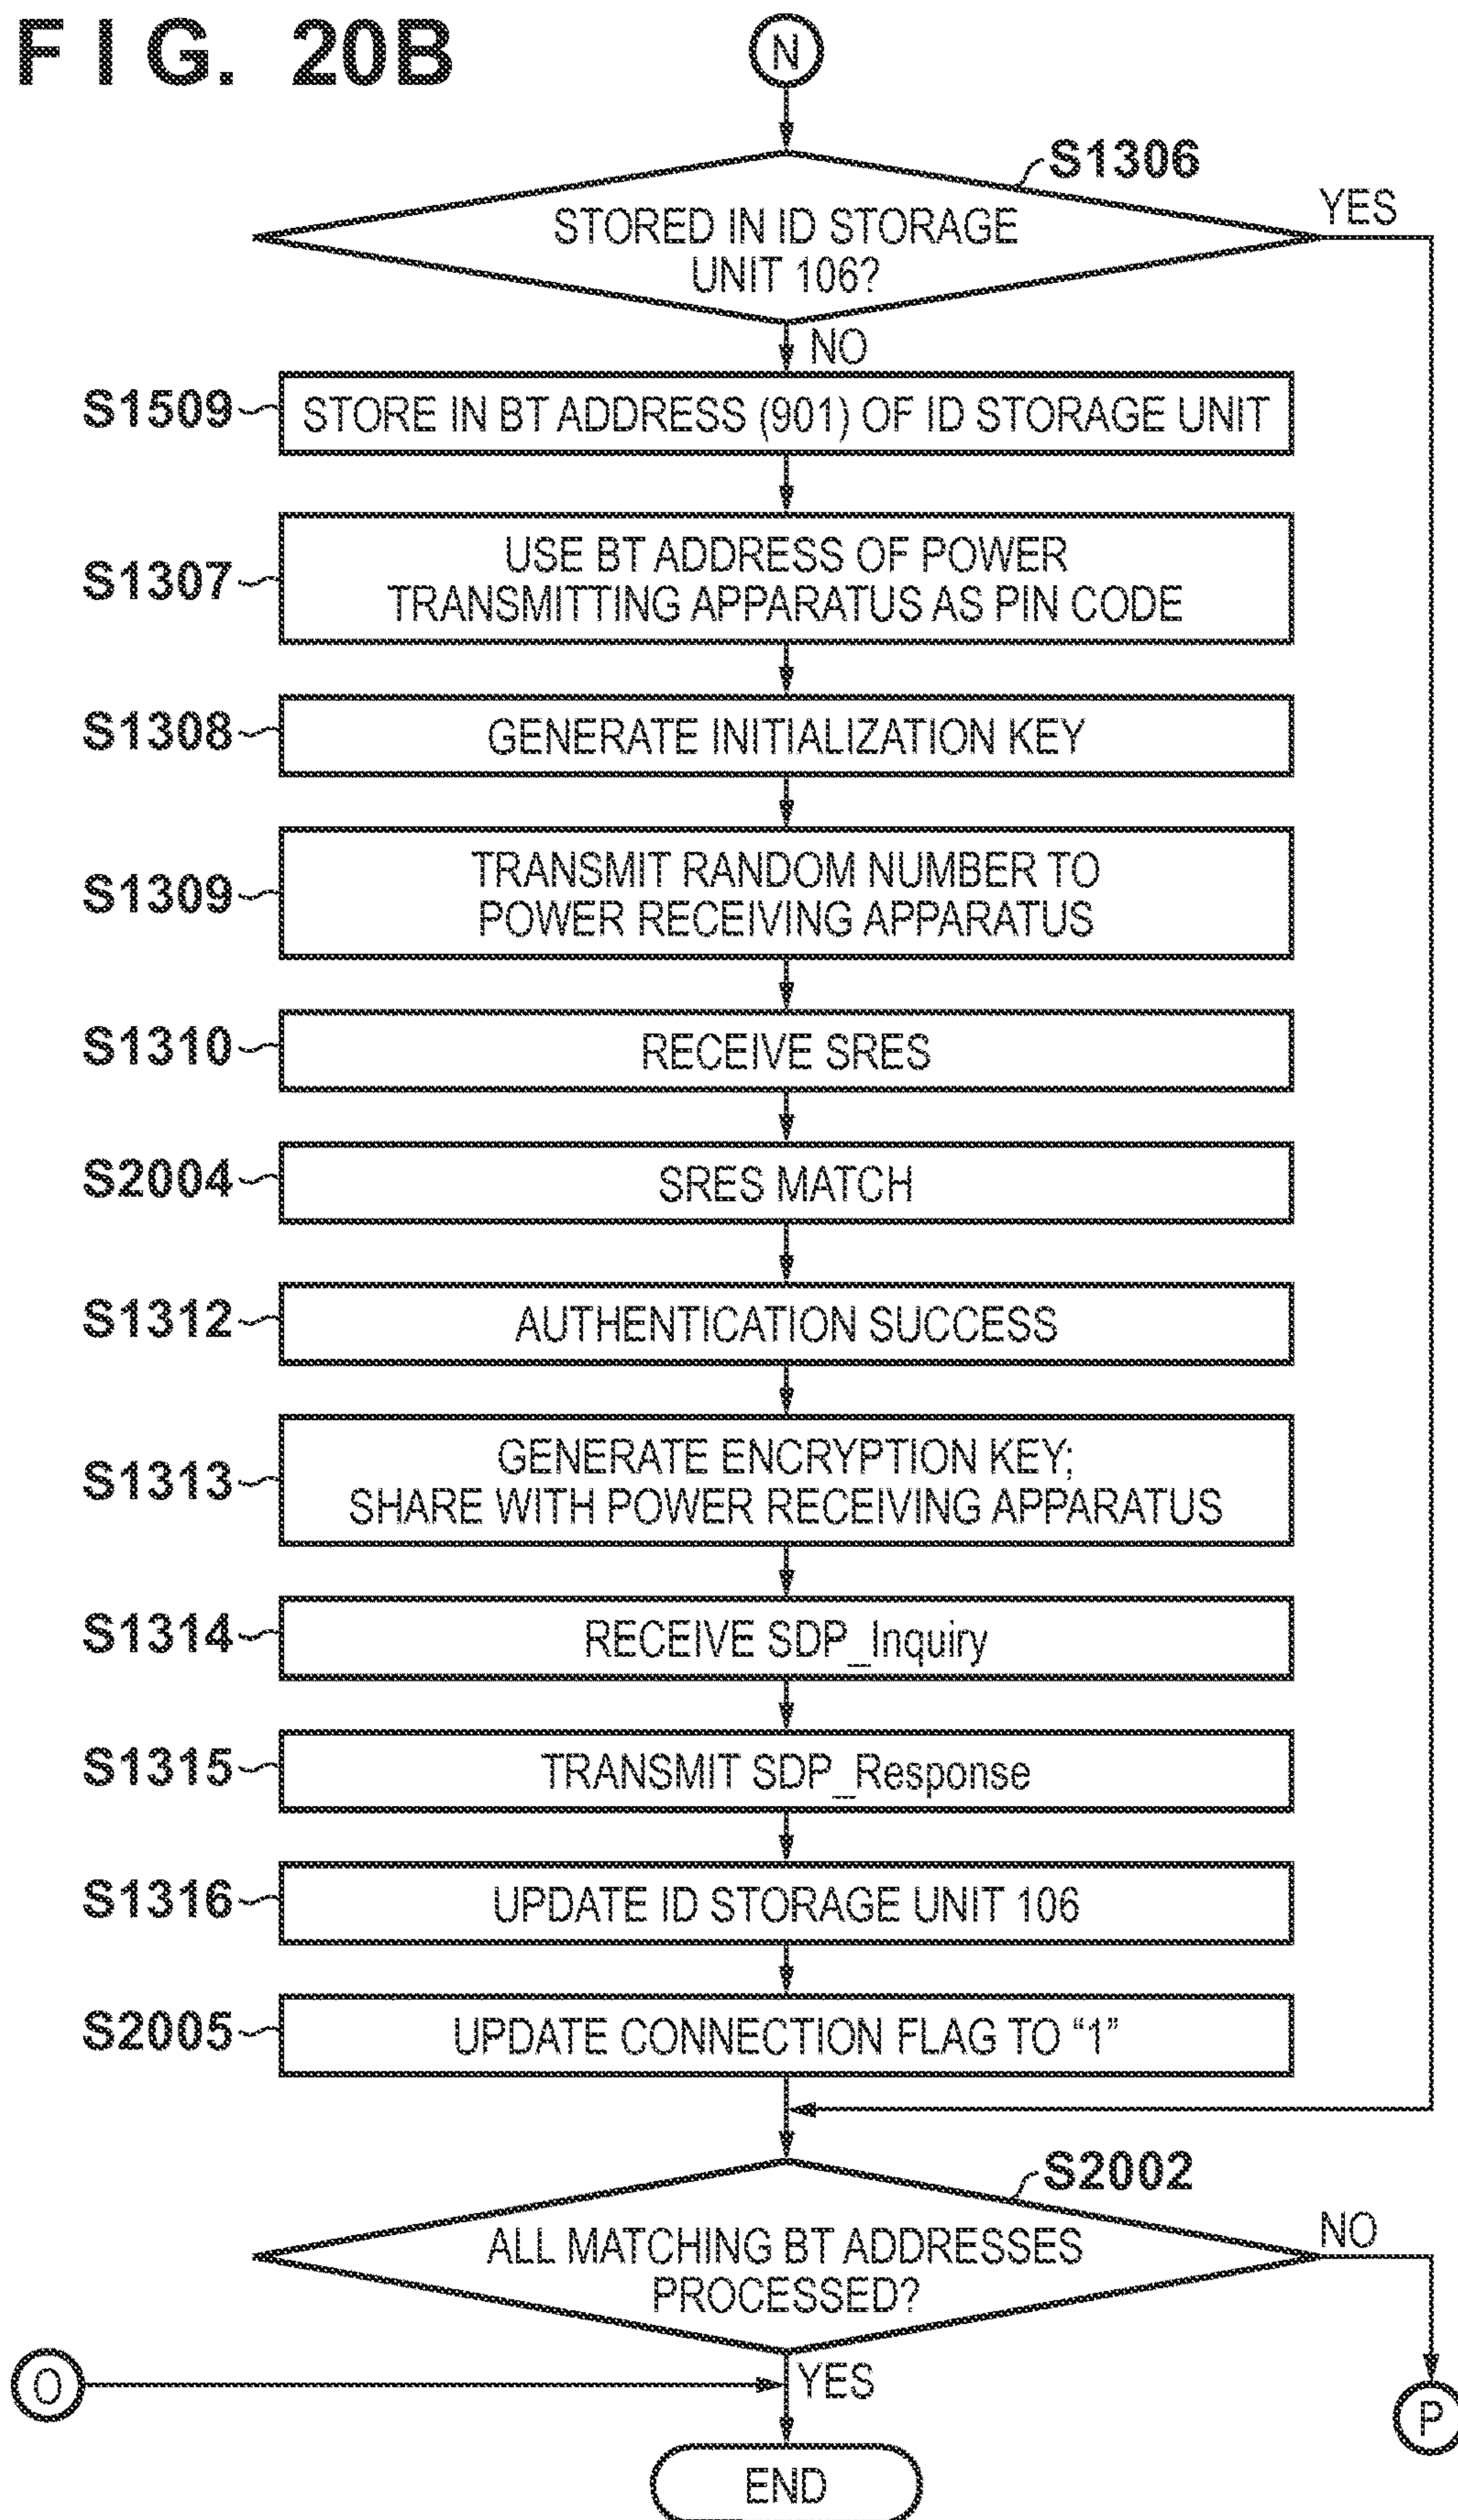 FIG. 20B
N
S1306
STORED IN ID STORAGE
UNIT 106?
YES
NO
S1509
STORE IN BT ADDRESS (901) OF ID STORAGE UNIT
S1307
USE BT ADDRESS OF POWER
TRANSMITTING APPARATUS AS PIN CODE
S1308
GENERATE INITIALIZATION KEY
S1309
TRANSMIT RANDOM NUMBER TO
POWER RECEIVING APPARATUS
S1310
RECEIVE SRES
S2004
SRES MATCH
S1312
AUTHENTICATION SUCCESS
S1313
GENERATE ENCRYPTION KEY;
SHARE WITH POWER RECEIVING APPARATUS
S1314
RECEIVE SDP_Inquiry
S1315
TRANSMIT SDP_Response
S1316
UPDATE ID STORAGE UNIT 106
S2005
UPDATE CONNECTION FLAG TO “1”
S2002
ALL MATCHING BT ADDRESSES
PROCESSED?
NO
O
YES
P
END